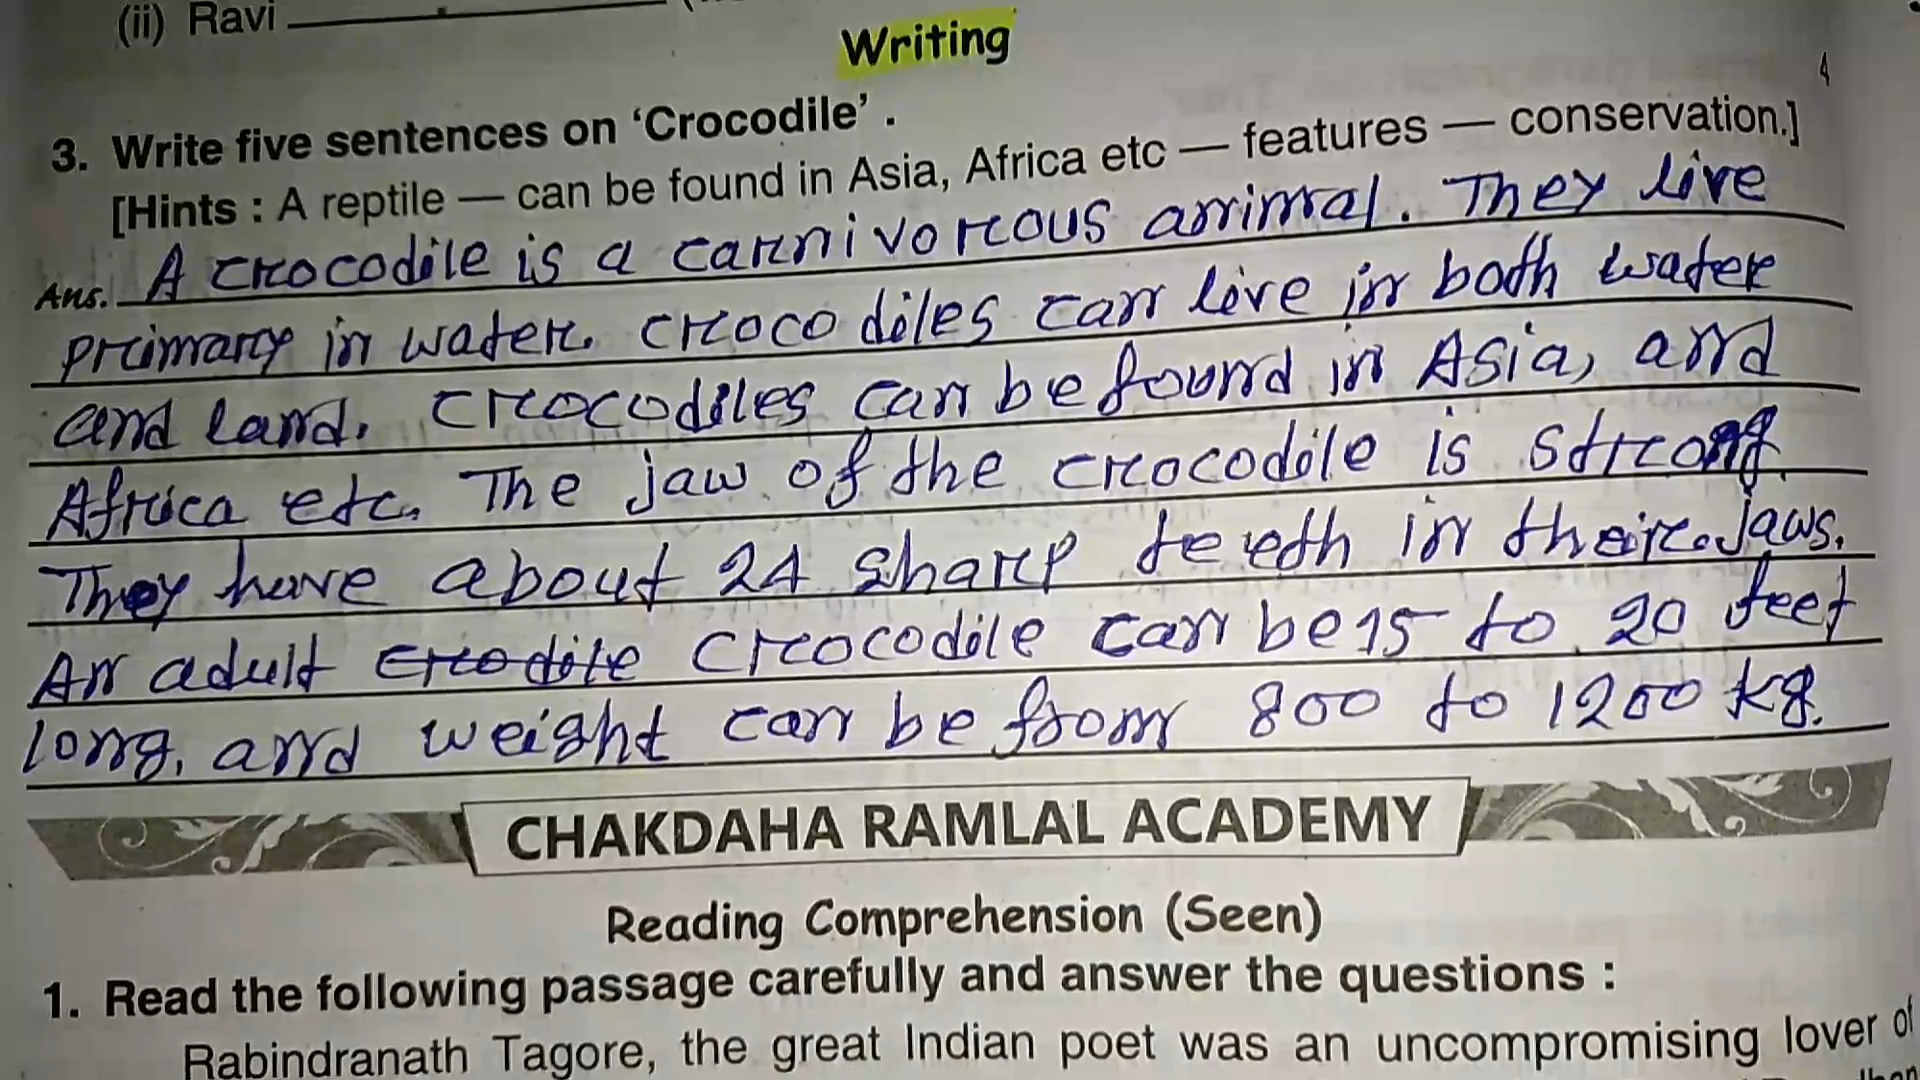 (ii) Ravi
Writing
3. Write five sentences on ‘Crocodile’ .
[Hints : A reptile — can be found in Asia, Africa etc — features — conservation.]
Ans. A crocodile is a carnivorous animal. They live
primary in water. Crocodiles can live in both water
and land. Crocodiles can be found in Asia, and
Africa etc. The jaw of the crocodile is strong.
They have about 24 sharp teeth in their jaws.
An adult crodile crocodile can be 15 to 20 feet
long, and weight can be from 800 to 1200 kg.
CHAKDAHA RAMLAL ACADEMY
Reading Comprehension (Seen)
1. Read the following passage carefully and answer the questions :
Rabindranath Tagore, the great Indian poet was an uncompromising lover of